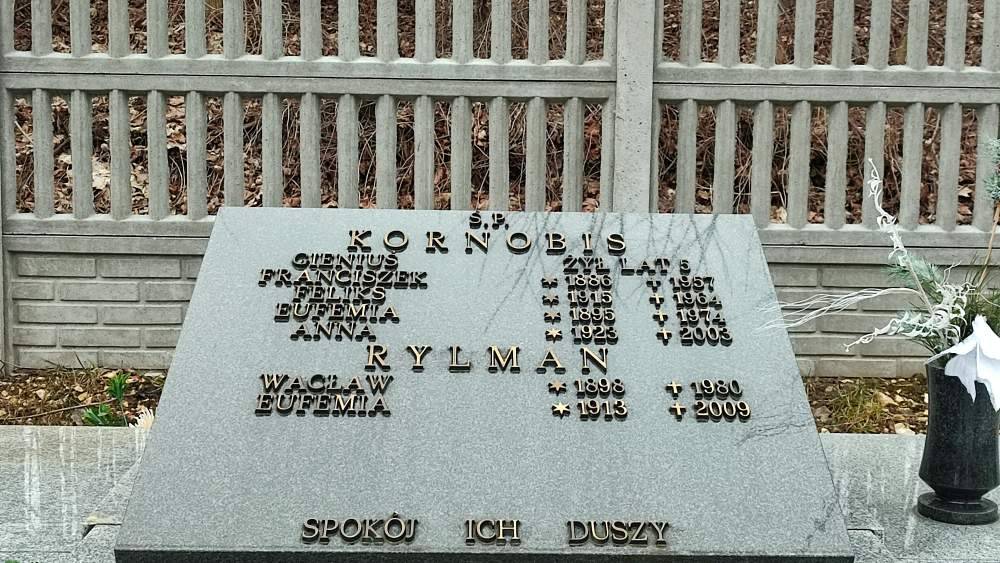 Ś.P.
KORNOBIS
GIENIUŚ ŻYŁ LAT 5
FRANCISZEK * 1886 ✝ 1957
FELIKS * 1915 ✝ 1964
EUFEMIA * 1895 ✝ 1974
ANNA * 1923 ✝ 2003
RYLMAN
WACŁAW * 1898 ✝ 1980
EUFEMIA * 1913 ✝ 2009
SPOKÓJ ICH DUSZY